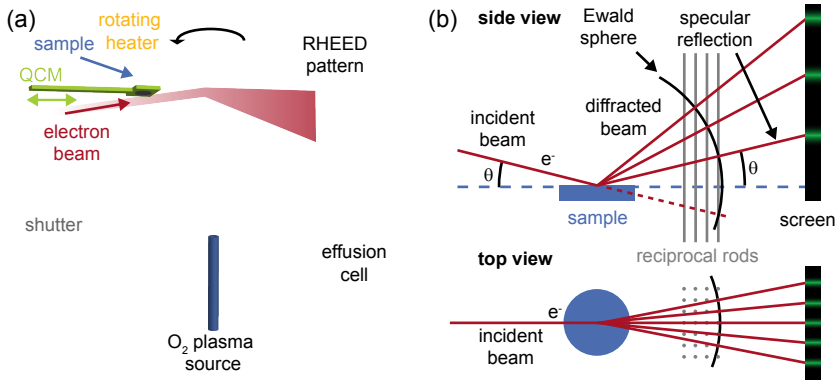 (a)
rotating
heater
sample
QCM
electron
beam
RHEED
pattern
shutter
effusion
cell
O₂ plasma
source
(b)
side view
Ewald
sphere
specular
reflection
diffracted
beam
incident
beam
e⁻
θ
θ
sample
screen
reciprocal rods
top view
e⁻
incident
beam